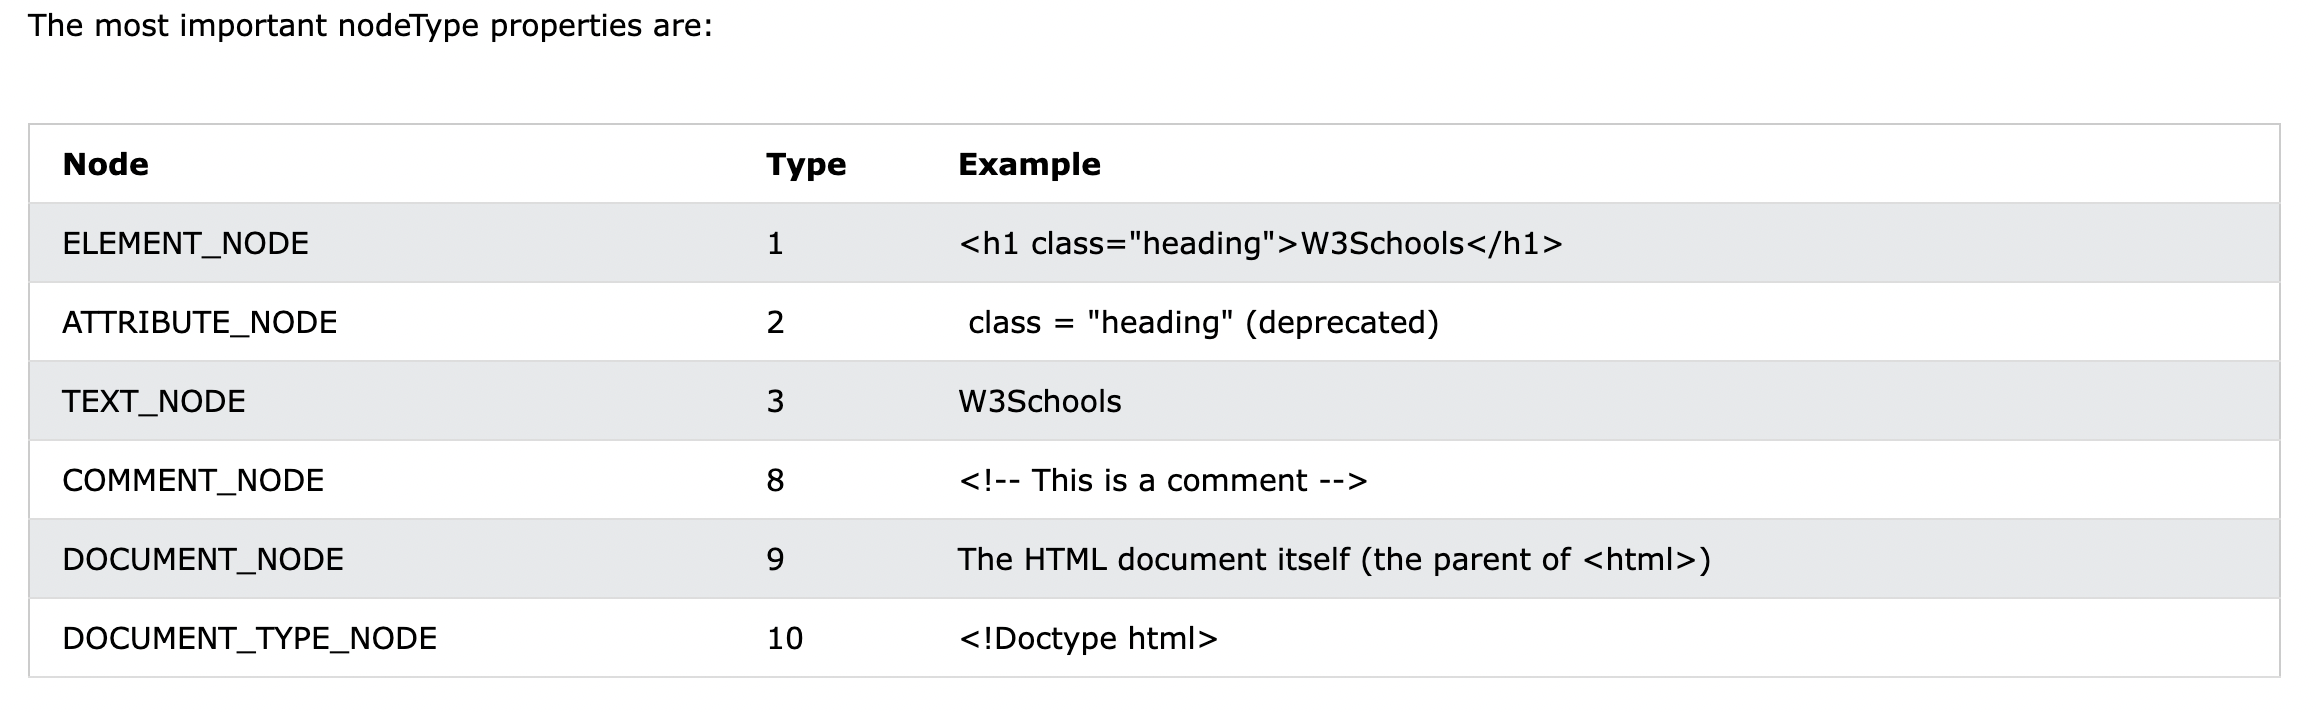 The most important nodeType properties are:
Node Type Example
ELEMENT_NODE 1 <h1 class="heading">W3Schools</h1>
ATTRIBUTE_NODE 2 class = "heading" (deprecated)
TEXT_NODE 3 W3Schools
COMMENT_NODE 8 <!-- This is a comment -->
DOCUMENT_NODE 9 The HTML document itself (the parent of <html>)
DOCUMENT_TYPE_NODE 10 <!Doctype html>